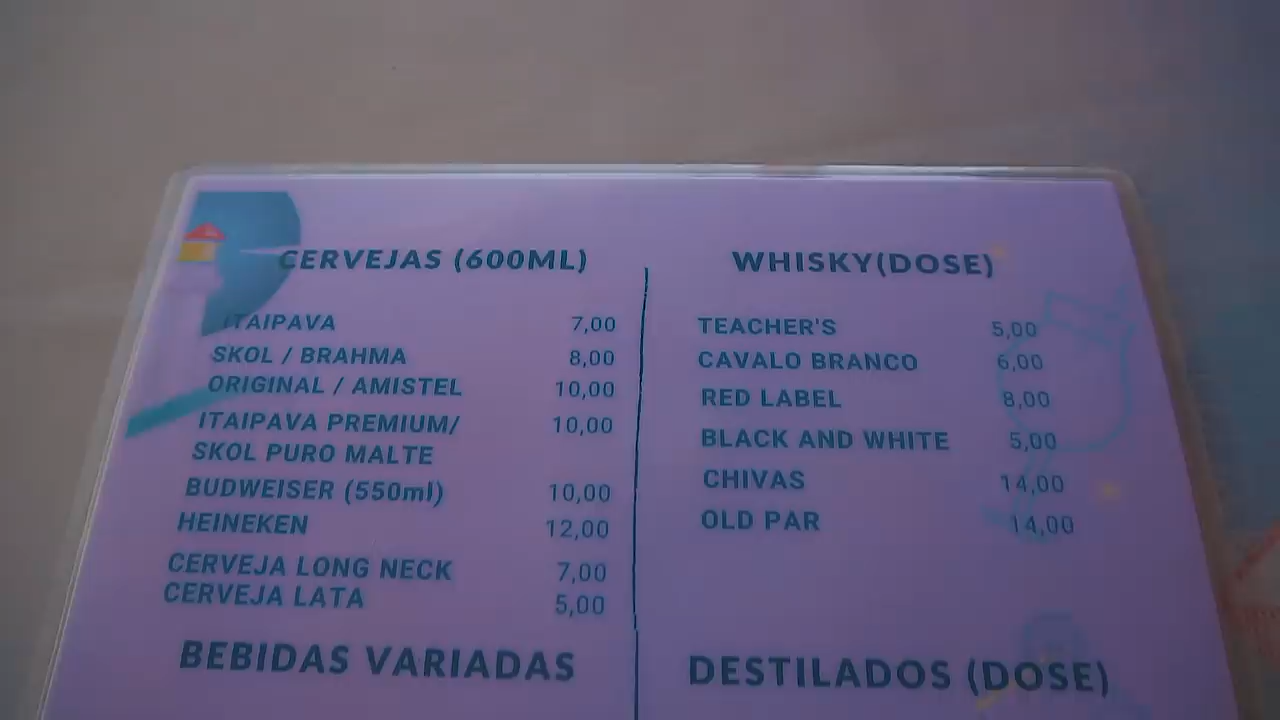 CERVEJAS (600ML)
ITAIPAVA 7,00
SKOL / BRAHMA 8,00
ORIGINAL / AMISTEL 10,00
ITAIPAVA PREMIUM/ 10,00
SKOL PURO MALTE
BUDWEISER (550ml) 10,00
HEINEKEN 12,00
CERVEJA LONG NECK 7,00
CERVEJA LATA 5,00
BEBIDAS VARIADAS
WHISKY(DOSE)
TEACHER'S 5,00
CAVALO BRANCO 6,00
RED LABEL 8,00
BLACK AND WHITE 5,00
CHIVAS 14,00
OLD PAR 14,00
DESTILADOS (DOSE)